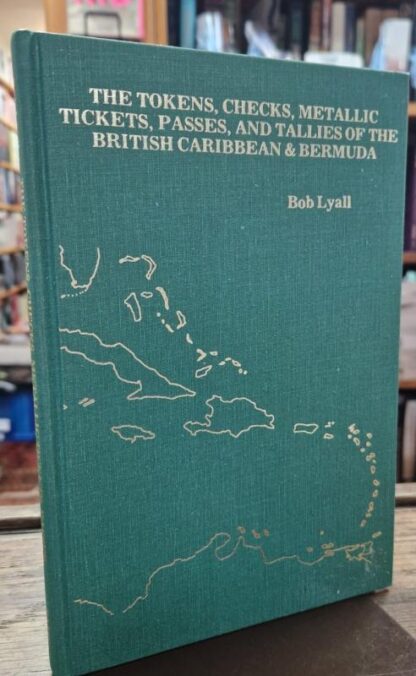 THE TOKENS, CHECKS, METALLIC
TICKETS, PASSES, AND TALLIES OF THE
BRITISH CARIBBEAN & BERMUDA
Bob Lyall